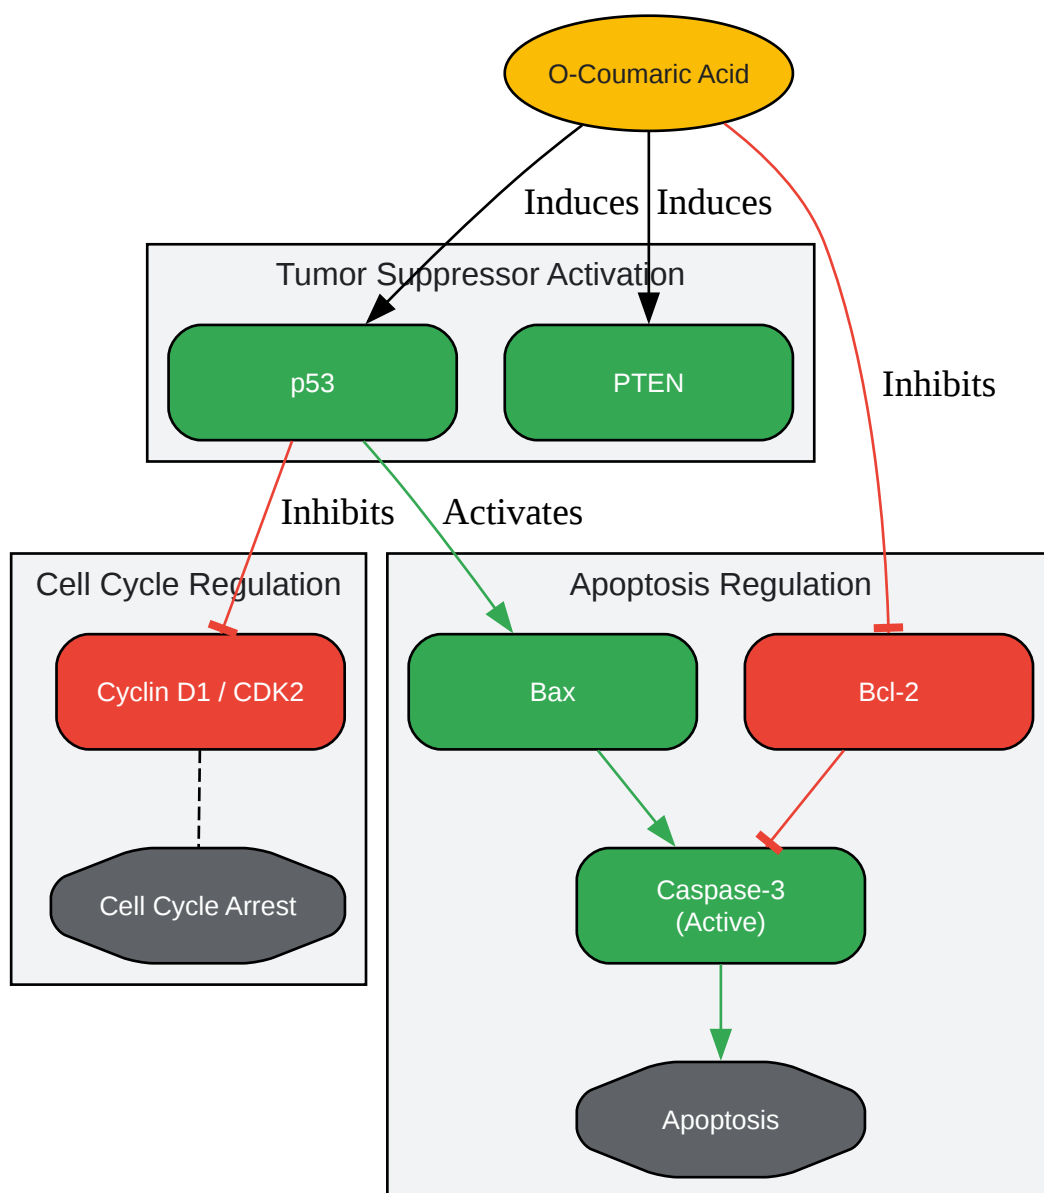 O-Coumaric Acid
Induces
Induces
Tumor Suppressor Activation
p53
PTEN
Inhibits
Inhibits
Activates
Cell Cycle Regulation
Apoptosis Regulation
Cyclin D1 / CDK2
Bax
Bcl-2
Cell Cycle Arrest
Caspase-3
(Active)
Apoptosis